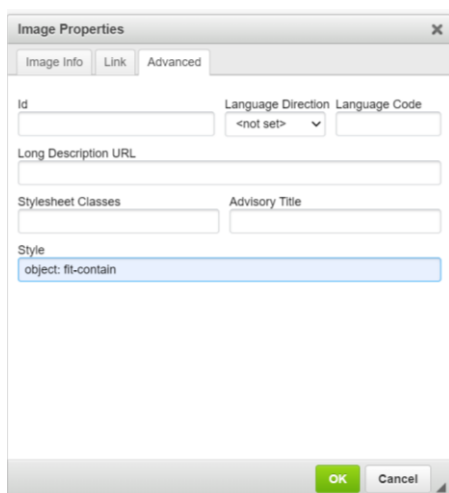 Image Properties
Image Info Link Advanced
Id Language Direction Language Code
<not set>
Long Description URL
Stylesheet Classes Advisory Title
Style
object: fit-contain
OK Cancel